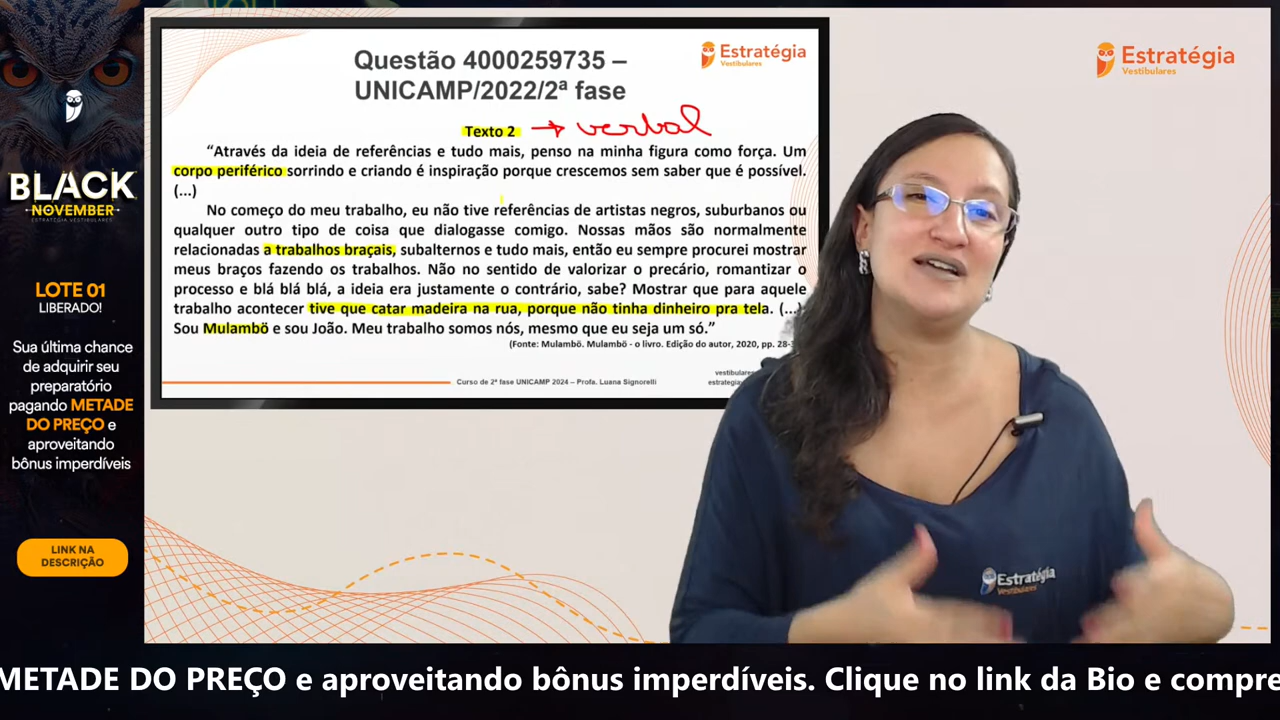 BLACK
NOVEMBER
ESTRATÉGIA VESTIBULARES
LOTE 01
LIBERADO!
Sua última chance
de adquirir seu
preparatório
pagando METADE
DO PREÇO e
aproveitando
bônus imperdíveis
LINK NA
DESCRIÇÃO
Questão 4000259735 –
UNICAMP/2022/2ª fase
Estratégia
Vestibulares
Texto 2 → verbal
“Através da ideia de referências e tudo mais, penso na minha figura como força. Um
corpo periférico sorrindo e criando é inspiração porque crescemos sem saber que é possível.
(...)
No começo do meu trabalho, eu não tive referências de artistas negros, suburbanos ou
qualquer outro tipo de coisa que dialogasse comigo. Nossas mãos são normalmente
relacionadas a trabalhos braçais, subalternos e tudo mais, então eu sempre procurei mostrar
meus braços fazendo os trabalhos. Não no sentido de valorizar o precário, romantizar o
processo e blá blá blá, a ideia era justamente o contrário, sabe? Mostrar que para aquele
trabalho acontecer tive que catar madeira na rua, porque não tinha dinheiro pra tela. (...)
Sou Mulambö e sou João. Meu trabalho somos nós, mesmo que eu seja um só.”
(Fonte: Mulambö. Mulambö - o livro. Edição do autor, 2020, pp. 28-
Curso de 2ª fase UNICAMP 2024 – Profa. Luana Signorelli
Estratégia
Vestibulares
Estratégia
Vestibulares
METADE DO PREÇO e aproveitando bônus imperdíveis. Clique no link da Bio e compre